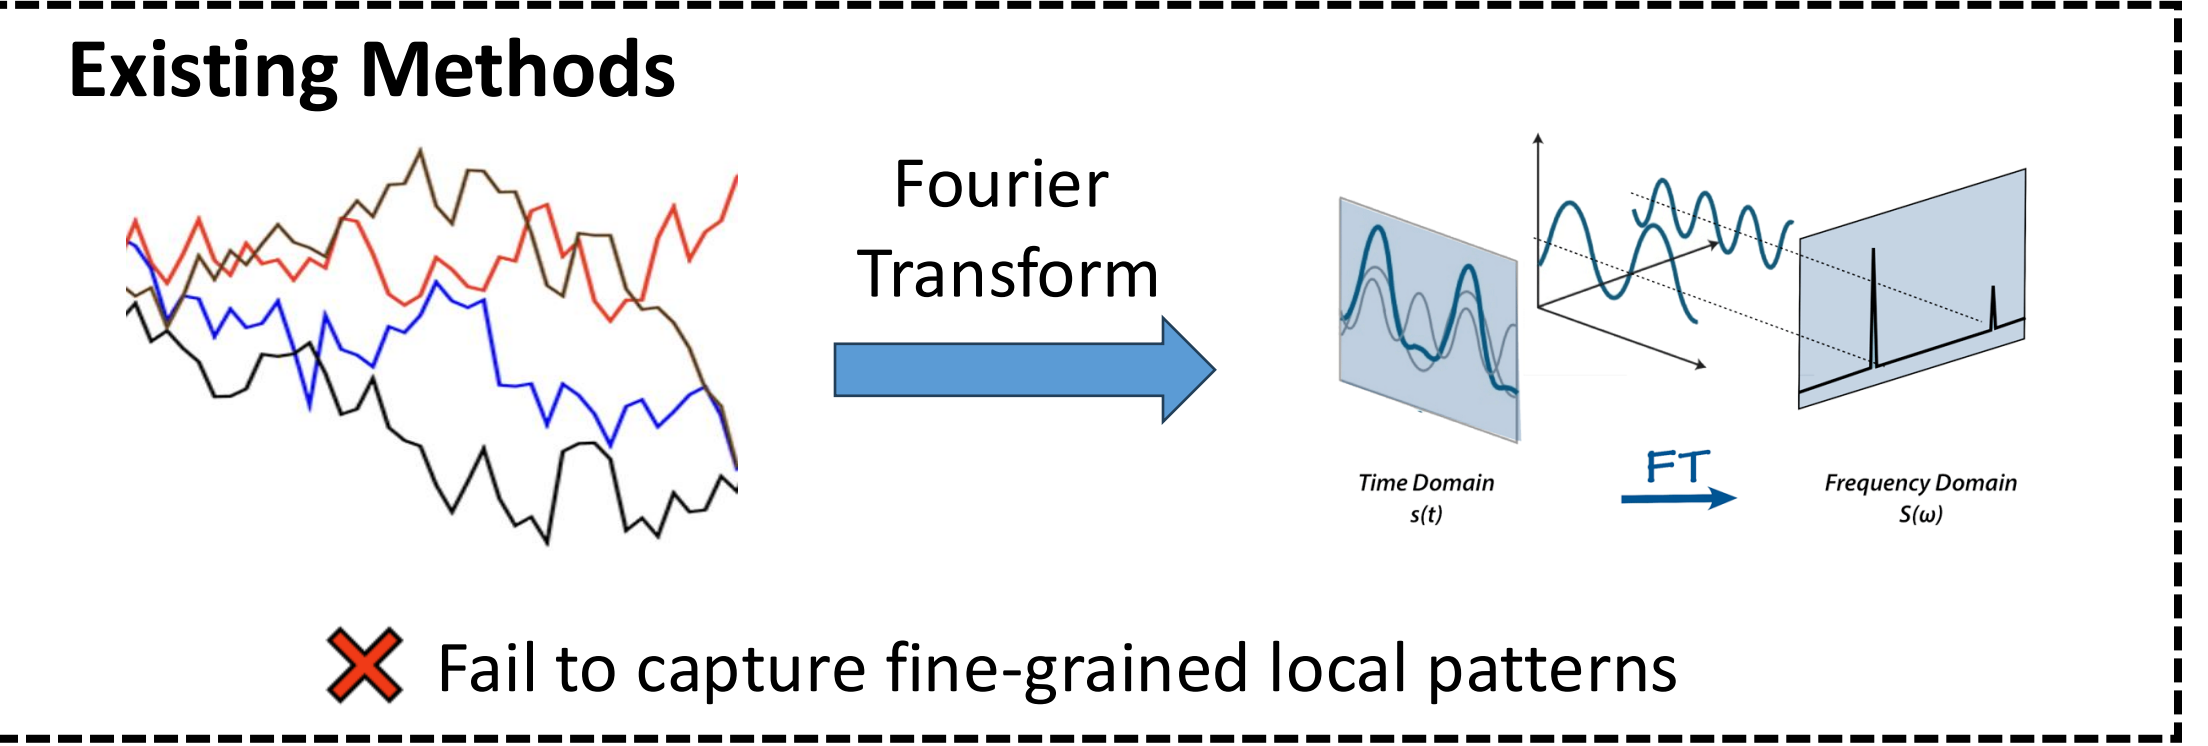 Existing Methods
Fourier
Transform
FT
Time Domain
s(t)
Frequency Domain
S(ω)
Fail to capture fine-grained local patterns